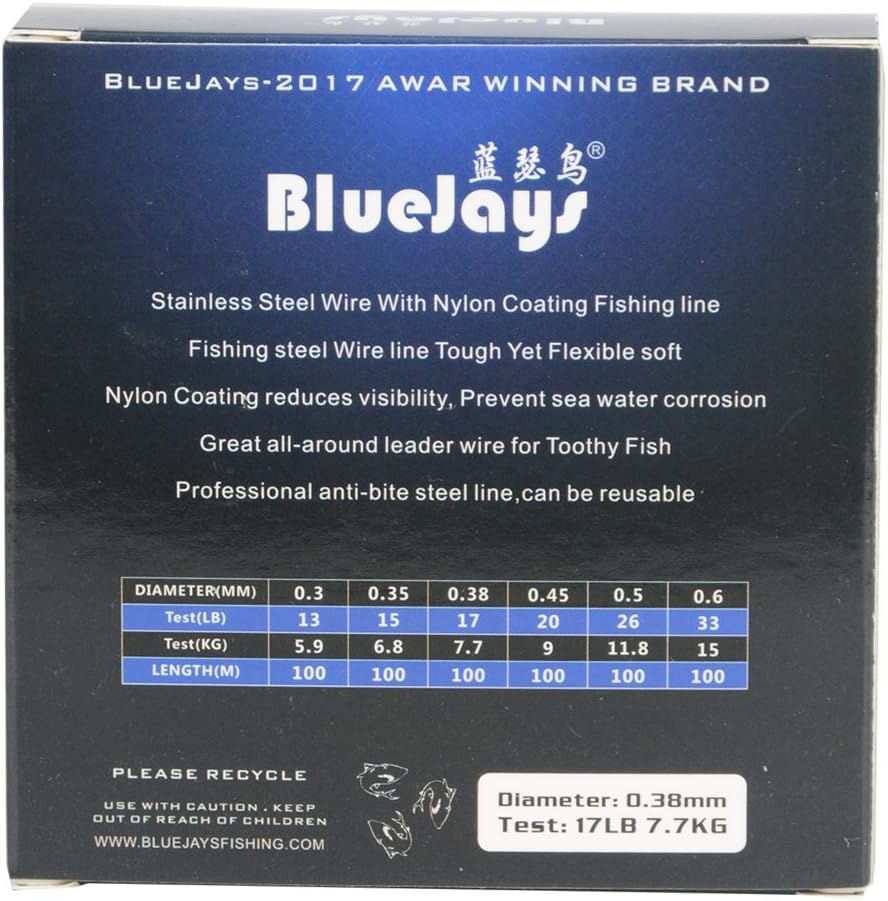 BlueJays
BLUEJAYS-2017 AWAR WINNING BRAND
蓝瑟鸟®
BlueJays
Stainless Steel Wire With Nylon Coating Fishing line
Fishing steel Wire line Tough Yet Flexible soft
Nylon Coating reduces visibility, Prevent sea water corrosion
Great all-around leader wire for Toothy Fish
Professional anti-bite steel line,can be reusable
DIAMETER(MM) 0.3 0.35 0.38 0.45 0.5 0.6
Test(LB) 13 15 17 20 26 33
Test(KG) 5.9 6.8 7.7 9 11.8 15
LENGTH(M) 100 100 100 100 100 100
PLEASE RECYCLE
USE WITH CAUTION . KEEP
OUT OF REACH OF CHILDREN
WWW.BLUEJAYSFISHING.COM
Diameter: 0.38mm
Test: 17LB 7.7KG